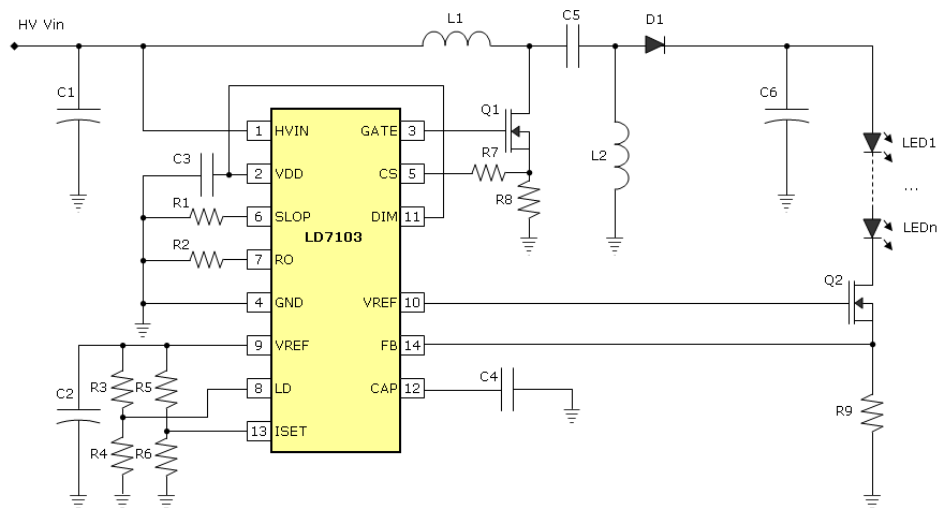 HV Vin
L1
C5
D1
C1
C6
Q1
1 HVIN
GATE 3
C3
R7
L2
LED1
2 VDD
CS 5
R8
...
R1
6 SLOP
DIM 11
LD7103
LEDn
R2
7 RO
Q2
4 GND
VREF 10
9 VREF
FB 14
C2
R3
R5
8 LD
CAP 12
C4
R9
13 ISET
R4
R6